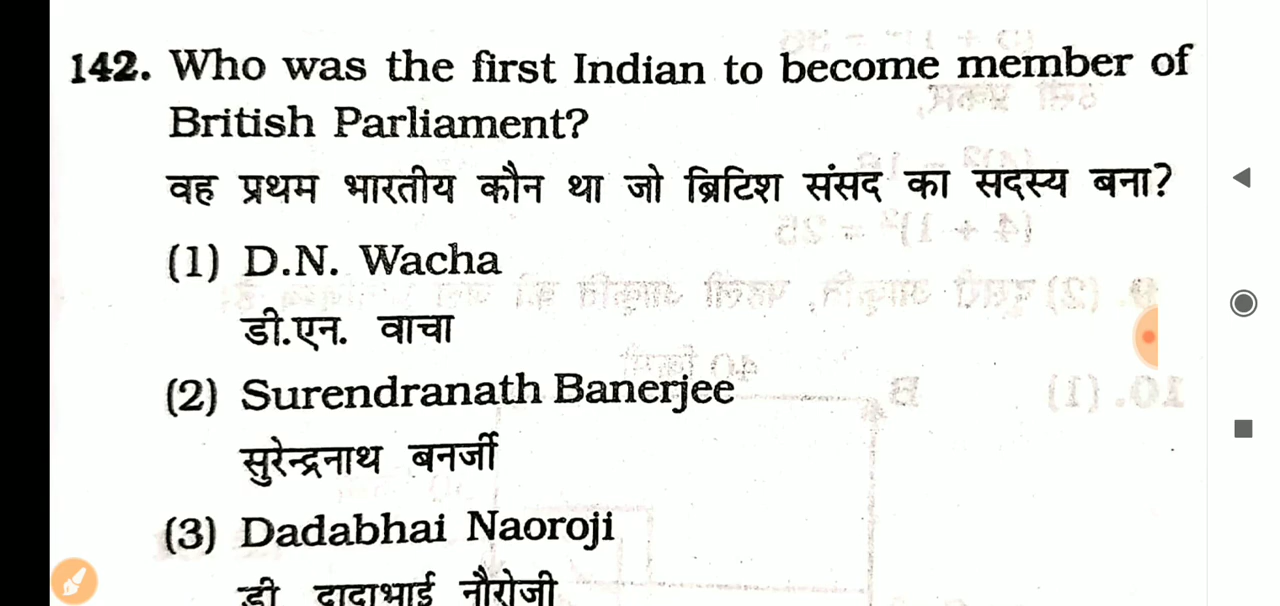 142. Who was the first Indian to become member of
British Parliament?
वह प्रथम भारतीय कौन था जो ब्रिटिश संसद का सदस्य बना?
(1) D.N. Wacha
डी.एन. वाचा
(2) Surendranath Banerjee
सुरेन्द्रनाथ बनर्जी
(3) Dadabhai Naoroji
डी दादाभाई नौरोजी